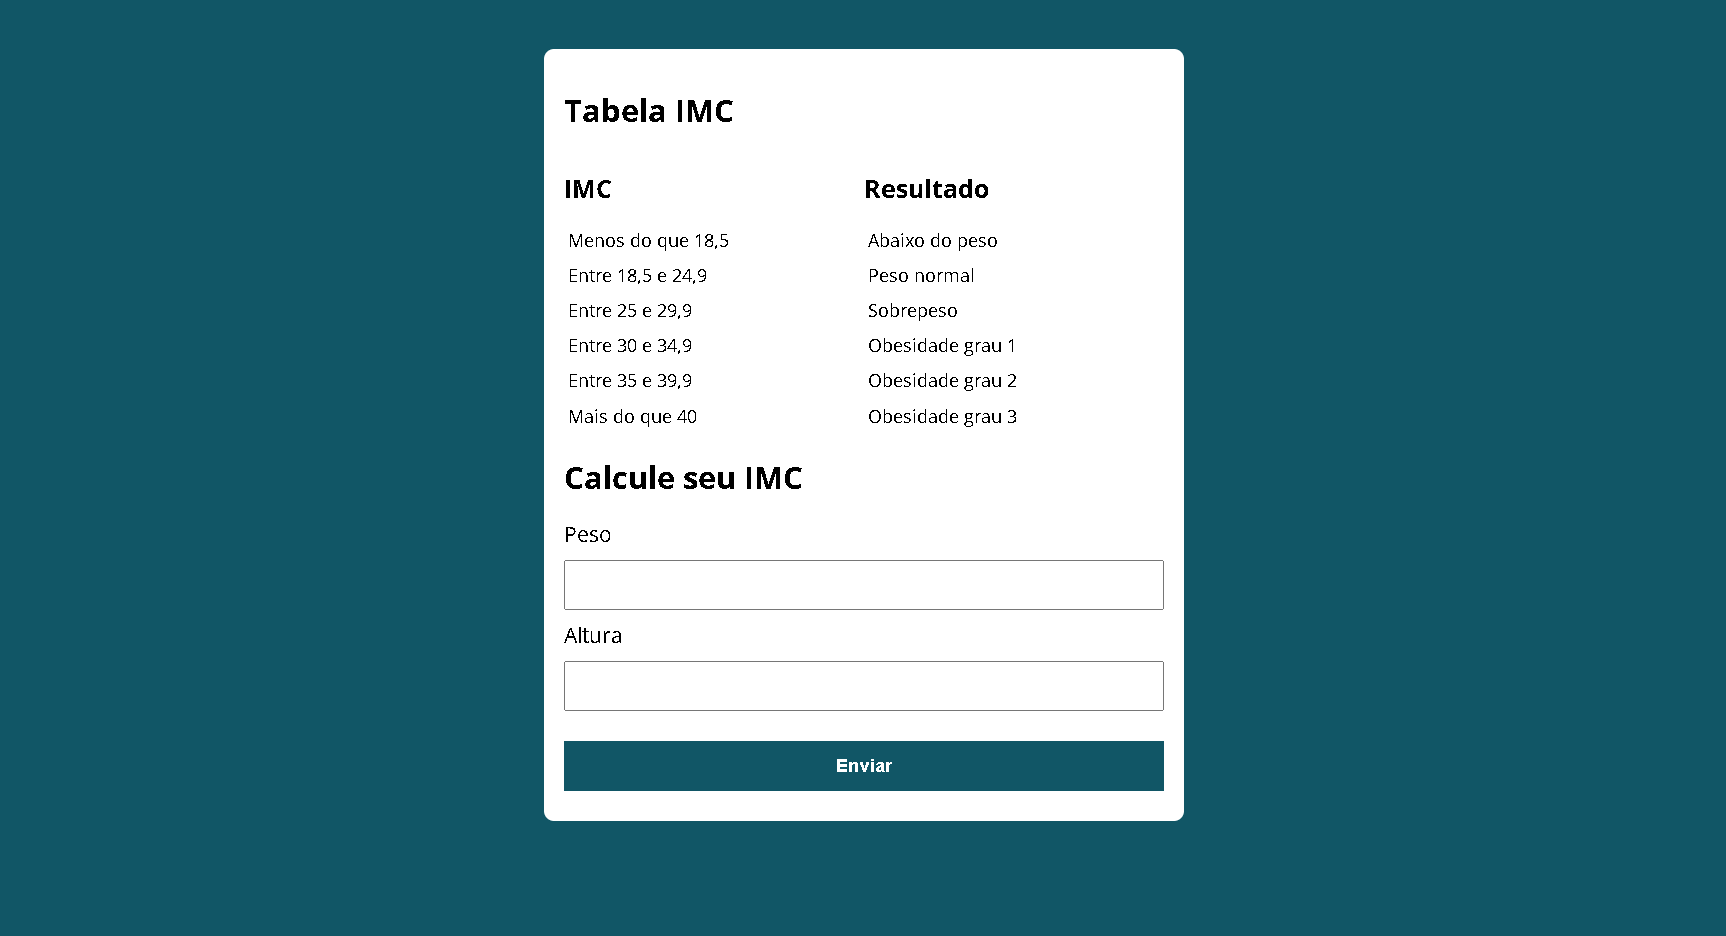 Tabela IMC
IMC Resultado
Menos do que 18,5 Abaixo do peso
Entre 18,5 e 24,9 Peso normal
Entre 25 e 29,9 Sobrepeso
Entre 30 e 34,9 Obesidade grau 1
Entre 35 e 39,9 Obesidade grau 2
Mais do que 40 Obesidade grau 3
Calcule seu IMC
Peso
Altura
Enviar